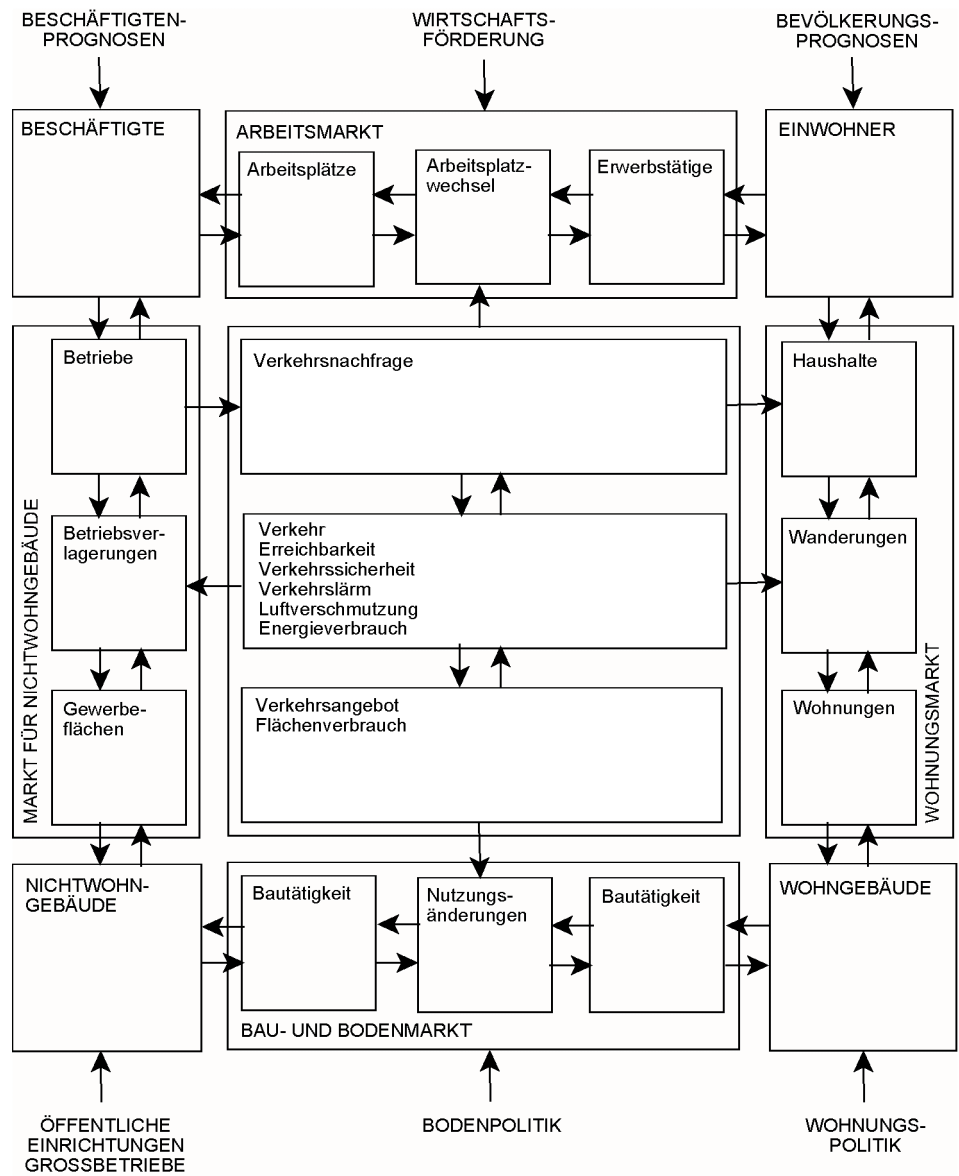 BESCHÄFTIGTEN-
PROGNOSEN
WIRTSCHAFTS-
FÖRDERUNG
BEVÖLKERUNGS-
PROGNOSEN
BESCHÄFTIGTE
ARBEITSMARKT
Arbeitsplätze
Arbeitsplatz-
wechsel
Erwerbstätige
EINWOHNER
MARKT FÜR NICHTWOHNGEBÄUDE
Betriebe
Betriebsver-
lagerungen
Gewerbe-
flächen
Verkehrsnachfrage
Verkehr
Erreichbarkeit
Verkehrssicherheit
Verkehrslärm
Luftverschmutzung
Energieverbrauch
Verkehrsangebot
Flächenverbrauch
Haushalte
Wanderungen
Wohnungen
WOHNUNGSMARKT
NICHTWOHN-
GEBÄUDE
Bautätigkeit
Nutzungs-
änderungen
Bautätigkeit
BAU- UND BODENMARKT
WOHNGEBÄUDE
ÖFFENTLICHE
EINRICHTUNGEN
GROSSBETRIEBE
BODENPOLITIK
WOHNUNGS-
POLITIK